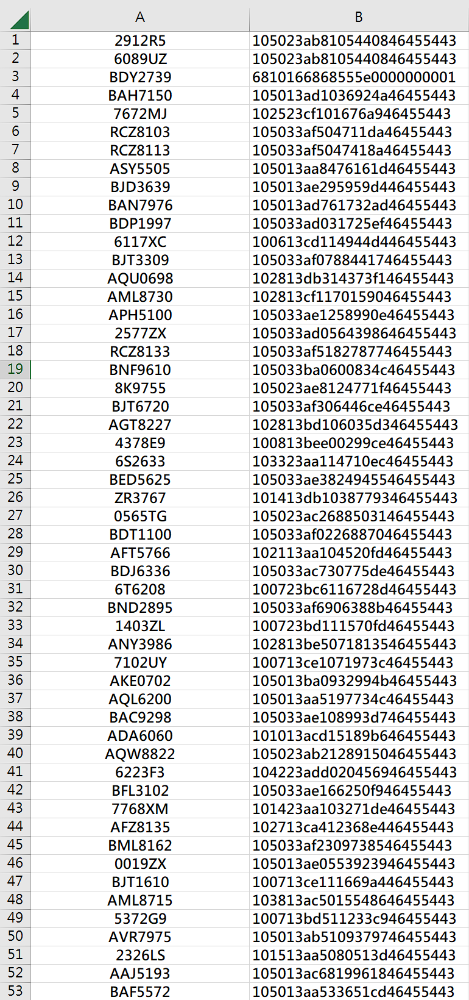 A B
1 2912R5 105023ab8105440846455443
2 6089UZ 105023ab8105440846455443
3 BDY2739 6810166868555e0000000001
4 BAH7150 105013ad1036924a46455443
5 7672MJ 102523cf101676a946455443
6 RCZ8103 105033af504711da46455443
7 RCZ8113 105033af5047418a46455443
8 ASY5505 105013aa8476161d46455443
9 BJD3639 105013ae295959d446455443
10 BAN7976 105013ad761732ad46455443
11 BDP1997 105033ad031725ef46455443
12 6117XC 100613cd114944d446455443
13 BJT3309 105033af0788441746455443
14 AQU0698 102813db314373f146455443
15 AML8730 102813cf1170159046455443
16 APH5100 105033ae1258990e46455443
17 2577ZX 105033ad0564398646455443
18 RCZ8133 105033af5182787746455443
19 BNF9610 105033ba0600834c46455443
20 8K9755 105023ae8124771f46455443
21 BJT6720 105033af306446ce46455443
22 AGT8227 102813bd106035d346455443
23 4378E9 100813bee00299ce46455443
24 6S2633 103323aa114710ec46455443
25 BED5625 105033ae3824945546455443
26 ZR3767 101413db1038779346455443
27 0565TG 105023ac2688503146455443
28 BDT1100 105033af0226887046455443
29 AFT5766 102113aa104520fd46455443
30 BDJ6336 105033ac730775de46455443
31 6T6208 100723bc6116728d46455443
32 BND2895 105033af6906388b46455443
33 1403ZL 100723bd111570fd46455443
34 ANY3986 102813be5071813546455443
35 7102UY 100713ce1071973c46455443
36 AKE0702 105013ba0932994b46455443
37 AQL6200 105013aa5197734c46455443
38 BAC9298 105033ae108993d746455443
39 ADA6060 101013acd15189b646455443
40 AQW8822 105023ab2128915046455443
41 6223F3 104223add020456946455443
42 BFL3102 105033ae166250f946455443
43 7768XM 101423aa103271de46455443
44 AFZ8135 102713ca412368e446455443
45 BML8162 105033af2309738546455443
46 0019ZX 105013ae0553923946455443
47 BJT1610 100713ce111669a446455443
48 AML8715 103813ac5015548646455443
49 5372G9 100713bd511233c946455443
50 AVR7975 105013ab5109379746455443
51 2326LS 101513aa5080513d46455443
52 AAJ5193 105013ac6819961846455443
53 BAF5572 105013aa533651cd46455443